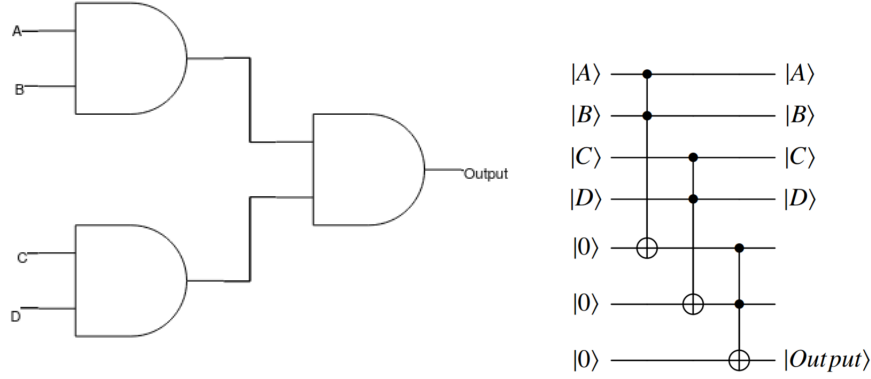 A
B
Output
C
D
|A⟩ |A⟩
|B⟩ |B⟩
|C⟩ |C⟩
|D⟩ |D⟩
|0⟩
|0⟩
|0⟩ |Output⟩